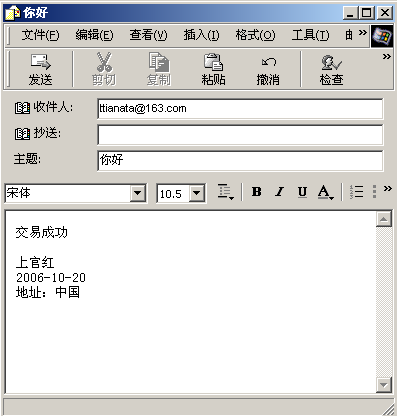 你好
文件(F) 编辑(E) 查看(V) 插入(I) 格式(O) 工具(T) 由 »
发送 剪切 复制 粘贴 撤消 检查 »
收件人: ttianata@163.com
抄送:
主题: 你好
宋体 10.5 B I U A »
交易成功
上官红
2006-10-20
地址：中国